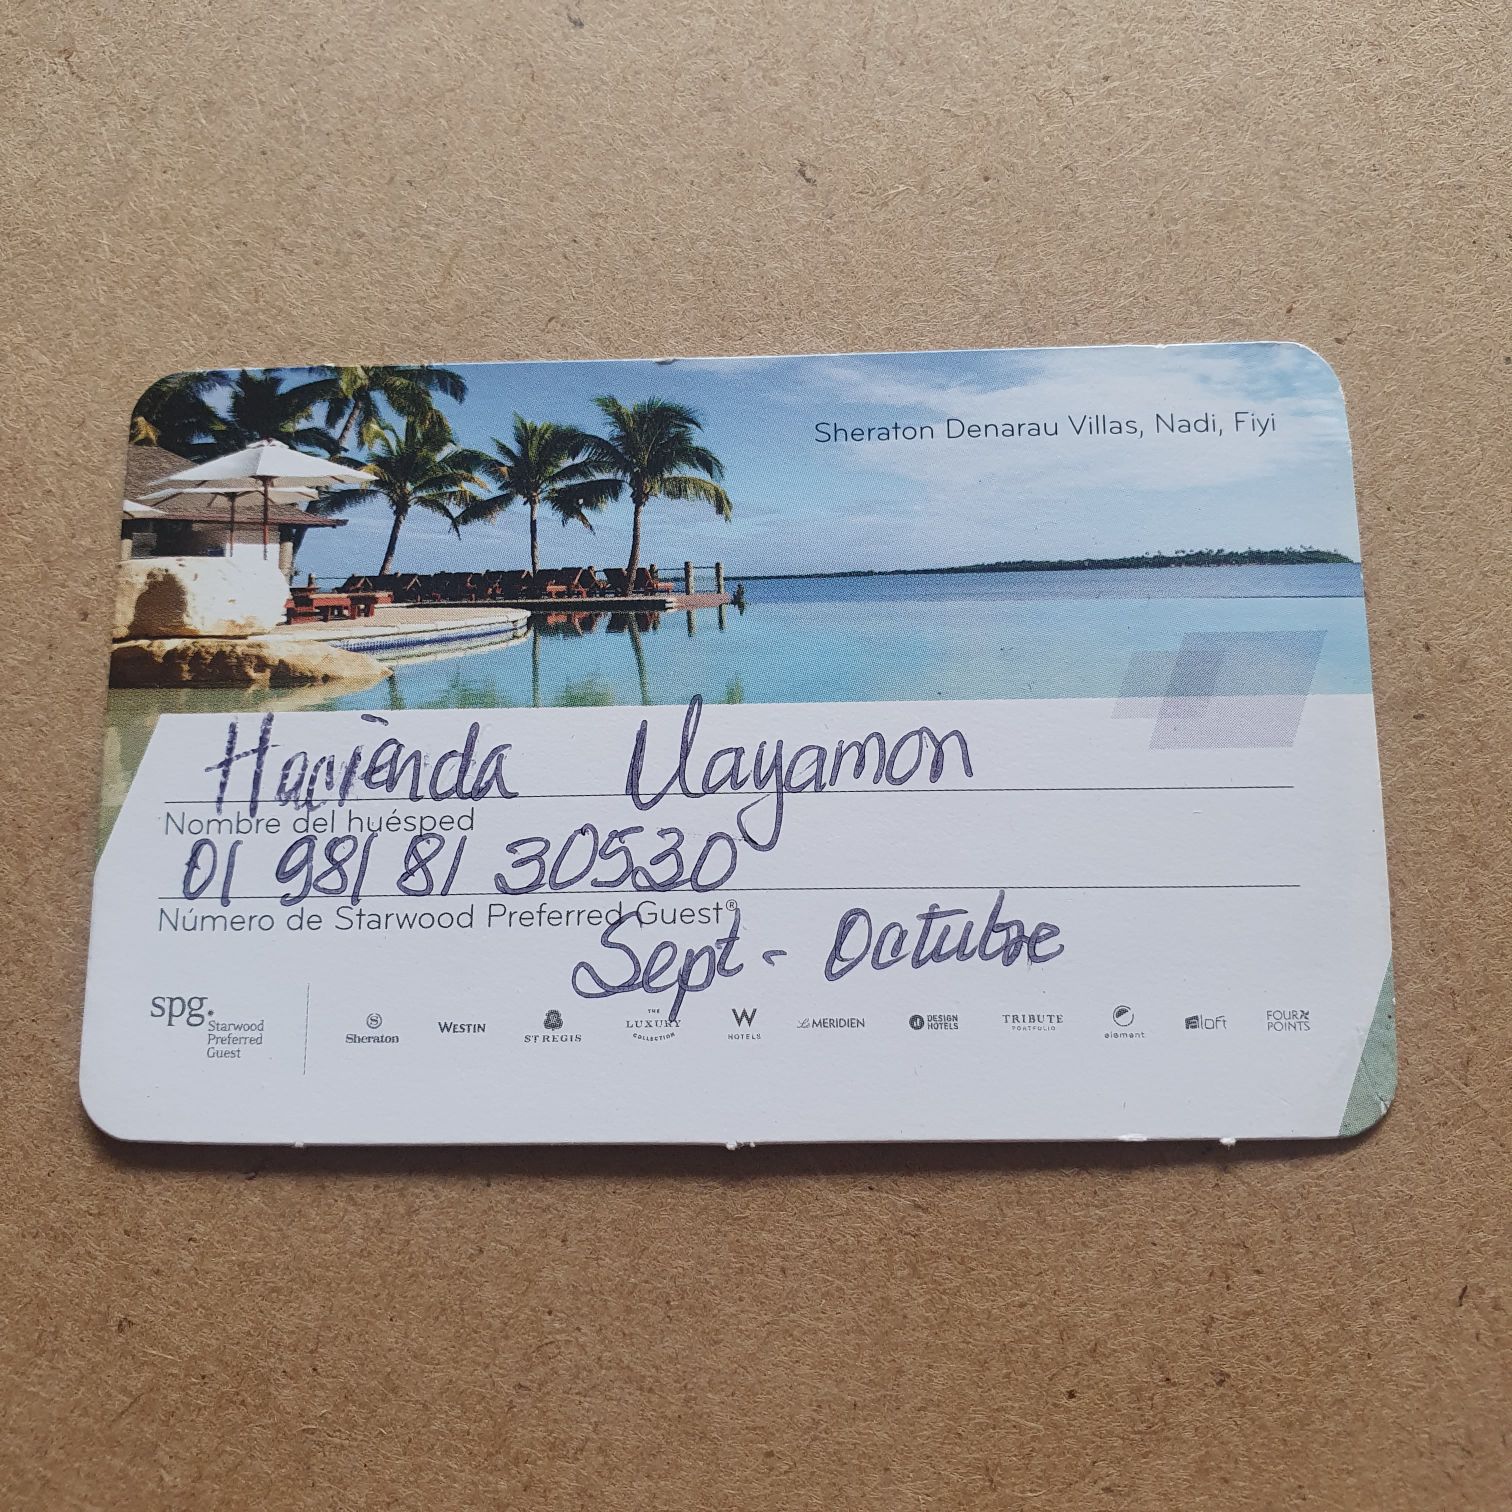 Sheraton Denarau Villas, Nadi, Fiyi
Hacienda Uayamon
Nombre del huésped
01 981 81 30530
Número de Starwood Preferred Guest®
Sept - Octubre
spg.
Starwood
Preferred
Guest
Sheraton
WESTIN
ST REGIS
THE
LUXURY
COLLECTION
W
HOTELS
Le MERIDIEN
DESIGN
HOTELS
TRIBUTE
PORTFOLIO
element
aloft
FOUR
POINTS